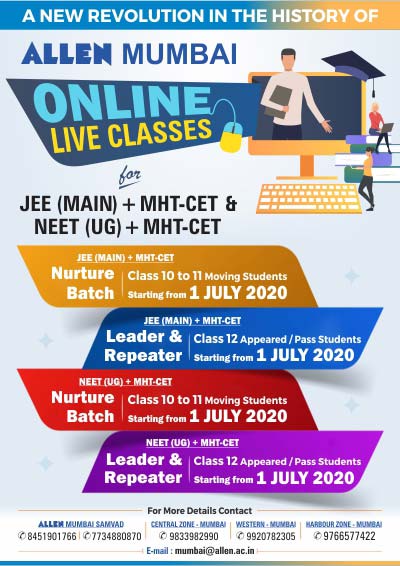 A NEW REVOLUTION IN THE HISTORY OF
ALLEN MUMBAI
ONLINE
LIVE CLASSES
for
JEE (MAIN) + MHT-CET &
NEET (UG) + MHT-CET
JEE (MAIN) + MHT-CET
Nurture Batch | Class 10 to 11 Moving Students
Starting from 1 JULY 2020
JEE (MAIN) + MHT-CET
Leader & Repeater | Class 12 Appeared / Pass Students
Starting from 1 JULY 2020
NEET (UG) + MHT-CET
Nurture Batch | Class 10 to 11 Moving Students
Starting from 1 JULY 2020
NEET (UG) + MHT-CET
Leader & Repeater | Class 12 Appeared / Pass Students
Starting from 1 JULY 2020
For More Details Contact
ALLEN MUMBAI SAMVAD
8451901766 7734880870
CENTRAL ZONE - MUMBAI
9833982990
WESTERN - MUMBAI
9920782305
HARBOUR ZONE - MUMBAI
9766577422
E-mail : mumbai@allen.ac.in